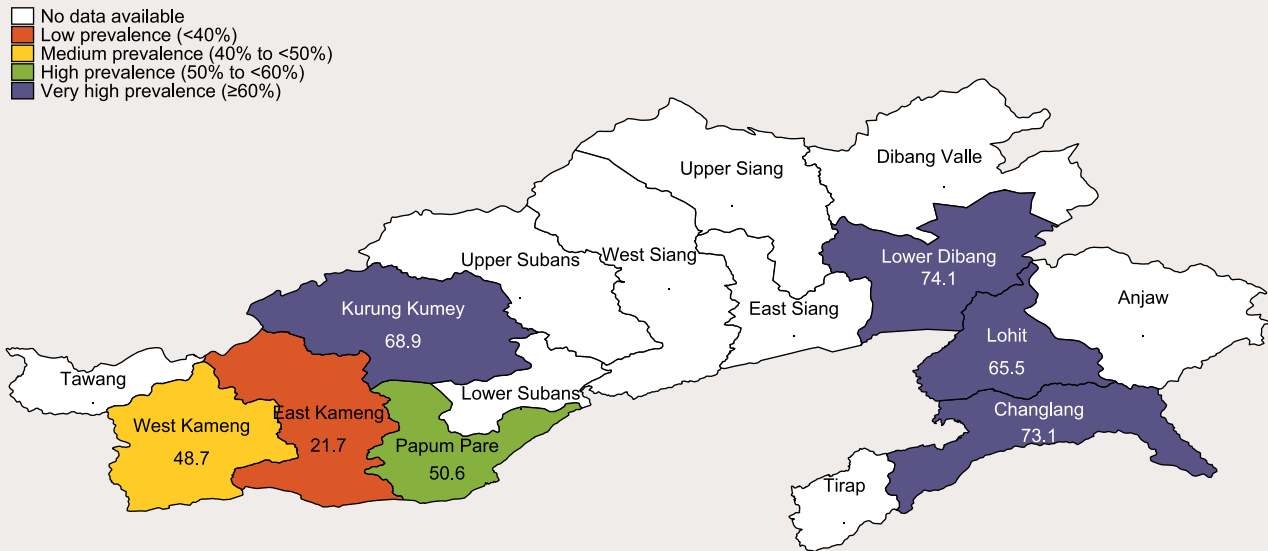 No data available
Low prevalence (<40%)
Medium prevalence (40% to <50%)
High prevalence (50% to <60%)
Very high prevalence (≥60%)
Upper Siang
Dibang Valle
Upper Subans
West Siang
Lower Dibang
74.1
Kurung Kumey
68.9
East Siang
Anjaw
Lohit
65.5
Tawang
Lower Subans
West Kameng
48.7
East Kameng
21.7
Papum Pare
50.6
Changlang
73.1
Tirap